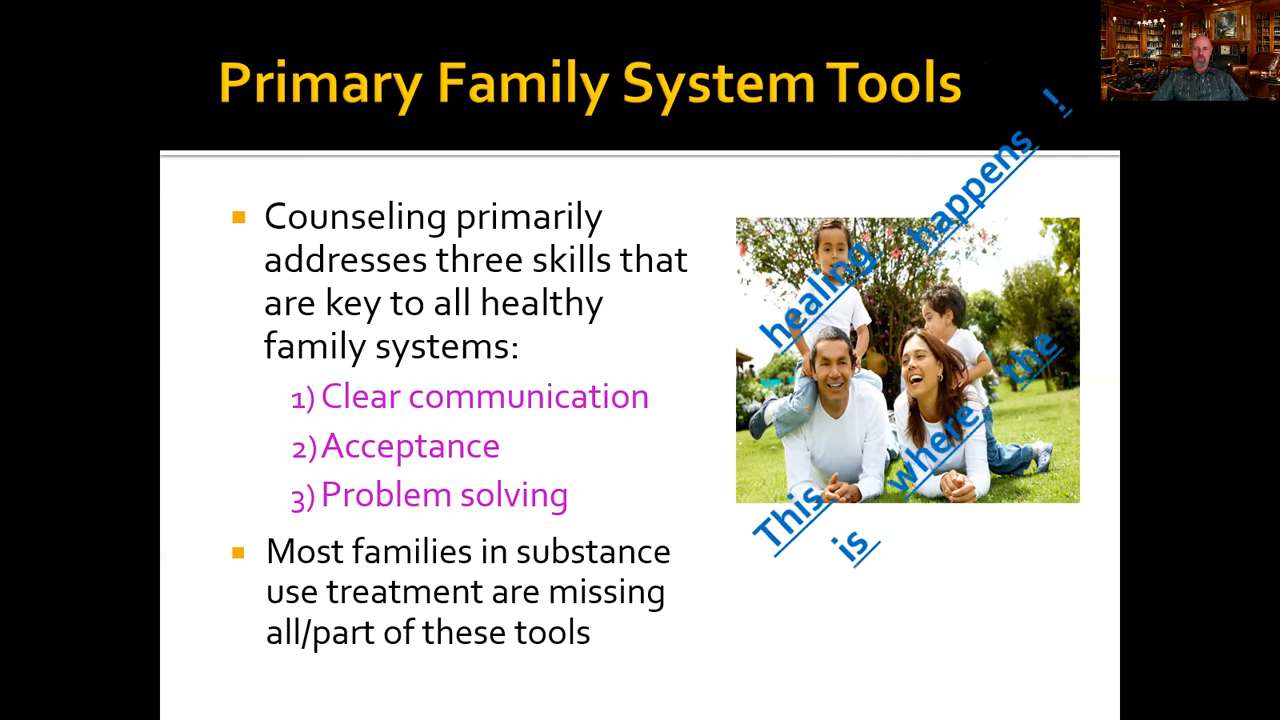 Primary Family System Tools
Counseling primarily
addresses three skills that
are key to all healthy
family systems:
1) Clear communication
2) Acceptance
3) Problem solving
Most families in substance
use treatment are missing
all/part of these tools
This
is
where
the
healing
happens
!.